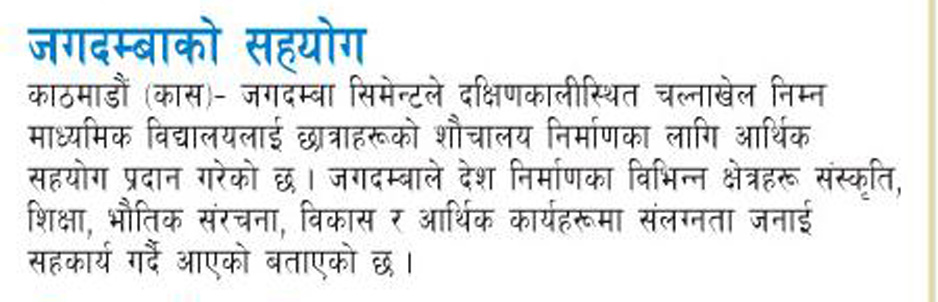 जगदम्बाको सहयोग
काठमाडौं (कास)- जगदम्बा सिमेन्टले दक्षिणकालीस्थित चल्नाखेल निम्न
माध्यमिक विद्यालयलाई छात्राहरूको शौचालय निर्माणका लागि आर्थिक
सहयोग प्रदान गरेको छ । जगदम्बाले देश निर्माणका विभिन्न क्षेत्रहरू संस्कृति,
शिक्षा, भौतिक संरचना, विकास र आर्थिक कार्यहरूमा संलग्नता जनाई
सहकार्य गर्दै आएको बताएको छ ।